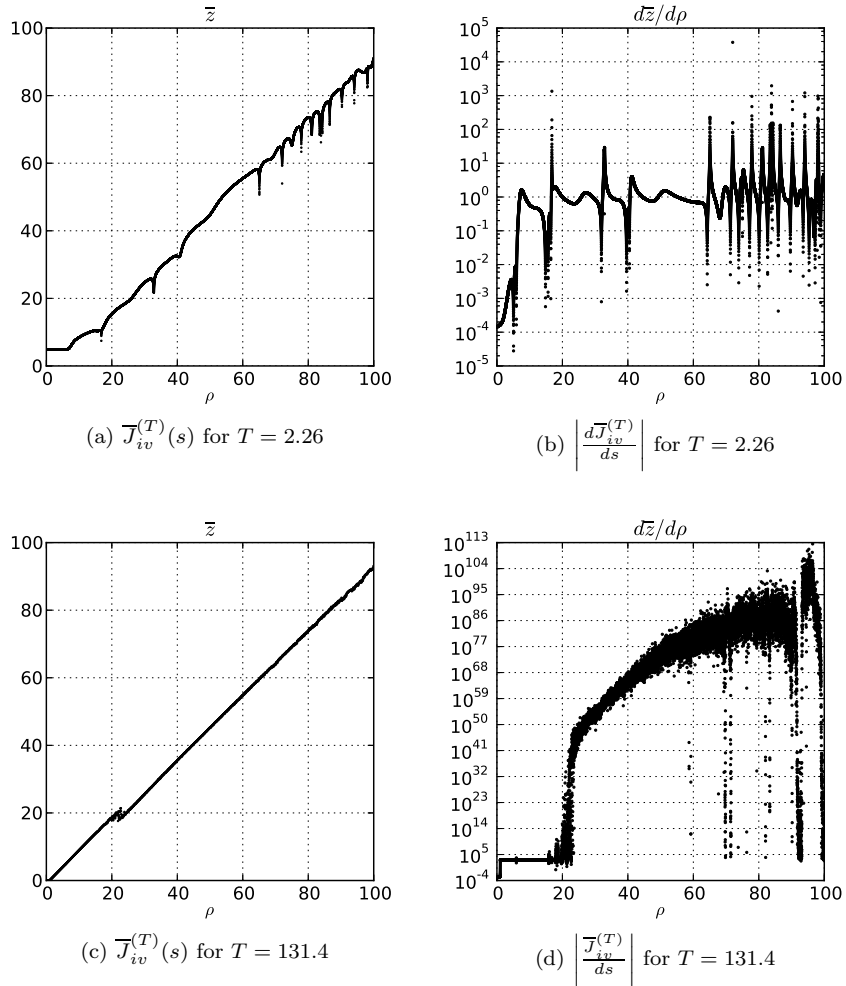 z̅
dz̅/dρ
100
80
60
40
20
0
0 20 40 60 80 100
ρ
10^5
10^4
10^3
10^2
10^1
10^0
10^-1
10^-2
10^-3
10^-4
10^-5
0 20 40 60 80 100
ρ
(a) J̅_{iv}^{(T)}(s) for T = 2.26
(b) |dJ̅_{iv}^{(T)}/ds| for T = 2.26
z̅
dz̅/dρ
100
80
60
40
20
0
0 20 40 60 80 100
ρ
10^113
10^104
10^95
10^86
10^77
10^68
10^59
10^50
10^41
10^32
10^23
10^14
10^5
10^-4
0 20 40 60 80 100
ρ
(c) J̅_{iv}^{(T)}(s) for T = 131.4
(d) |J̅_{iv}^{(T)}/ds| for T = 131.4